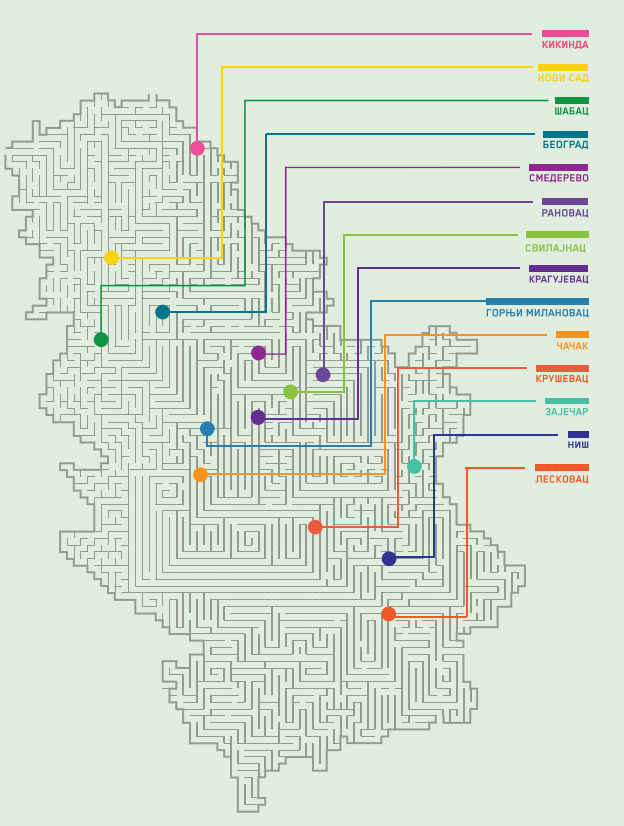 КИКИНДА
НОВИ САД
ШАБАЦ
БЕОГРАД
СМЕДЕРЕВО
РАНОВАЦ
СВИЛАЈНАЦ
КРАГУЈЕВАЦ
ГОРЊИ МИЛАНОВАЦ
ЧАЧАК
КРУШЕВАЦ
ЗАЈЕЧАР
НИШ
ЛЕСКОВАЦ